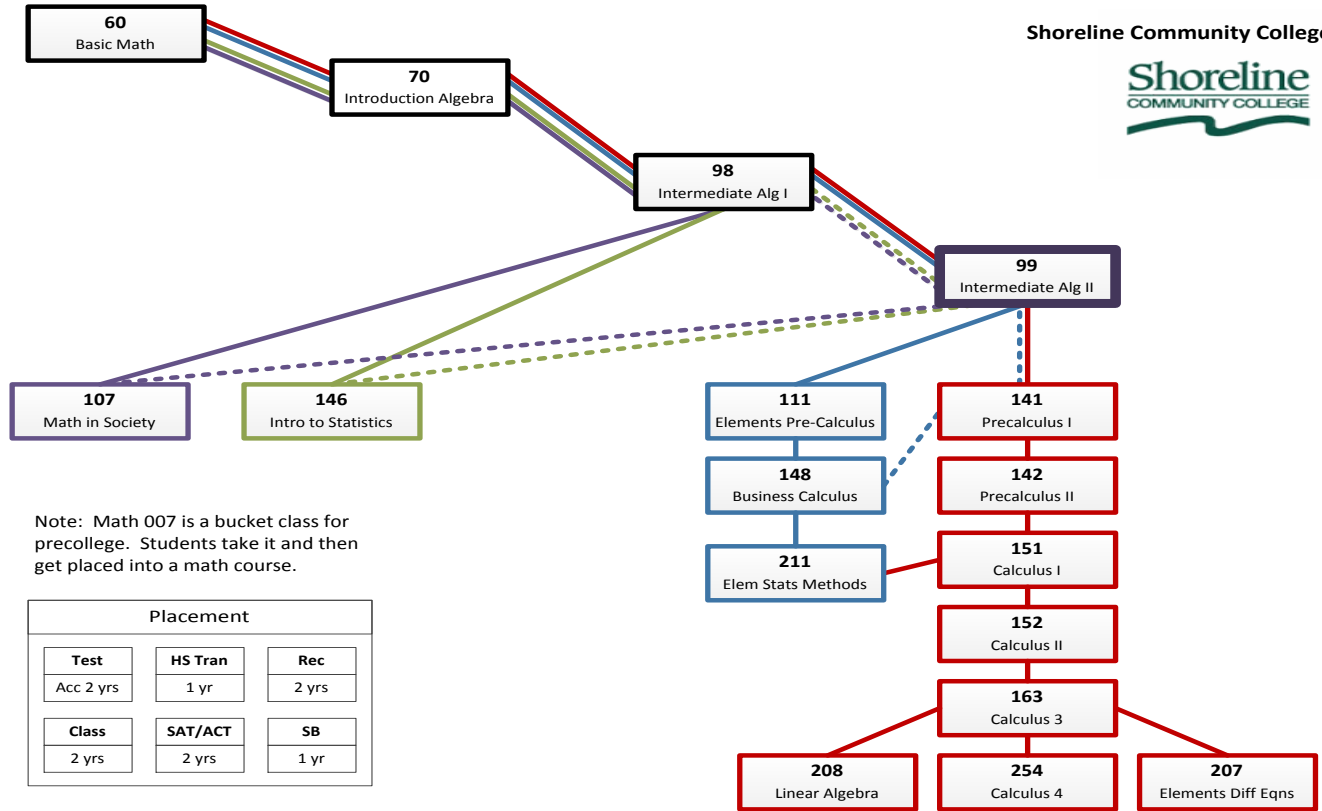 60
Basic Math
Shoreline Community College
Shoreline
COMMUNITY COLLEGE
70
Introduction Algebra
98
Intermediate Alg I
99
Intermediate Alg II
107
Math in Society
146
Intro to Statistics
111
Elements Pre-Calculus
141
Precalculus I
148
Business Calculus
142
Precalculus II
211
Elem Stats Methods
151
Calculus I
152
Calculus II
163
Calculus 3
208
Linear Algebra
254
Calculus 4
207
Elements Diff Eqns
Note: Math 007 is a bucket class for
precollege. Students take it and then
get placed into a math course.
Placement
Test
Acc 2 yrs
HS Tran
1 yr
Rec
2 yrs
Class
2 yrs
SAT/ACT
2 yrs
SB
1 yr